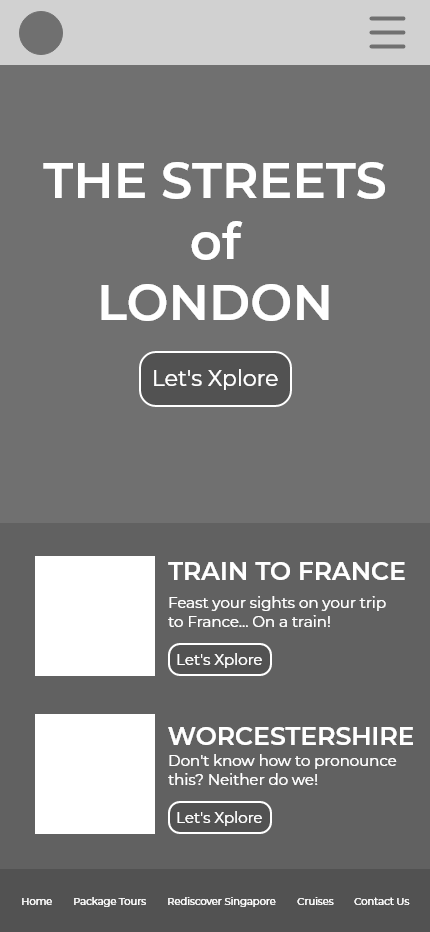 THE STREETS
of
LONDON
Let's Xplore
TRAIN TO FRANCE
Feast your sights on your trip
to France... On a train!
Let's Xplore
WORCESTERSHIRE
Don't know how to pronounce
this? Neither do we!
Let's Xplore
Home Package Tours Rediscover Singapore Cruises Contact Us